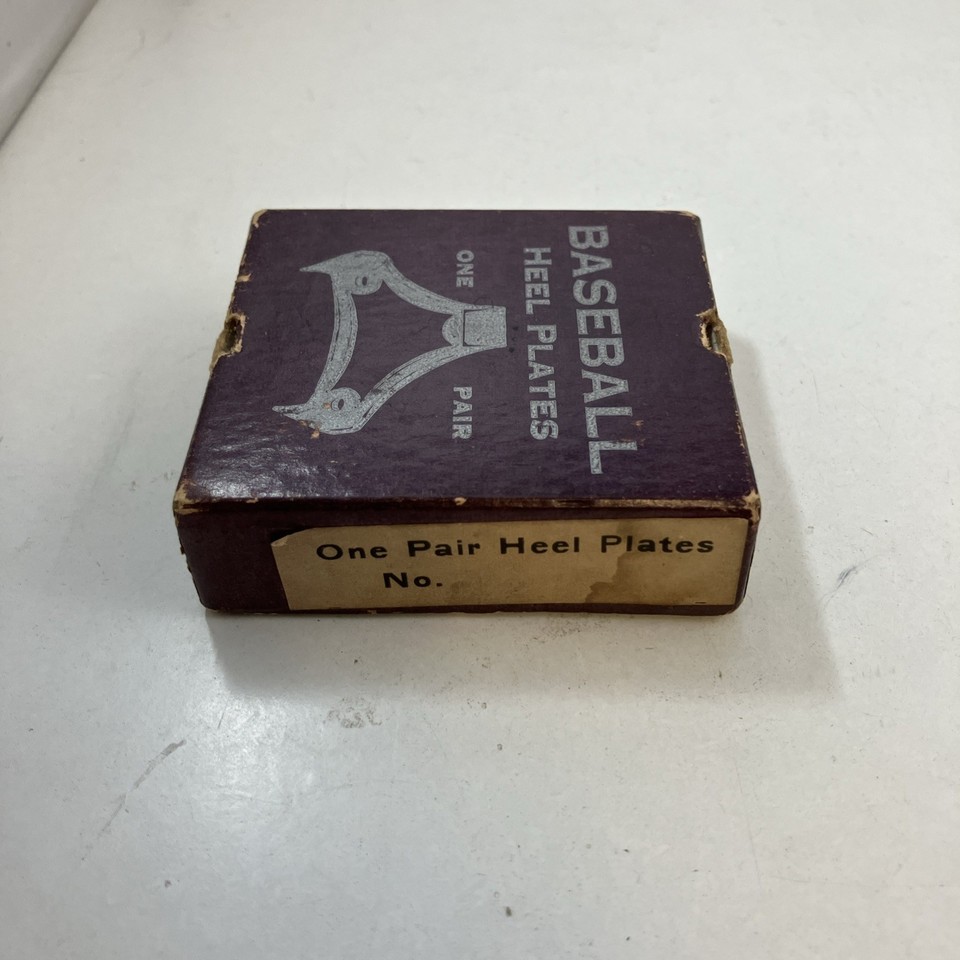 BASEBALL
HEEL PLATES
ONE PAIR
One Pair Heel Plates
No.